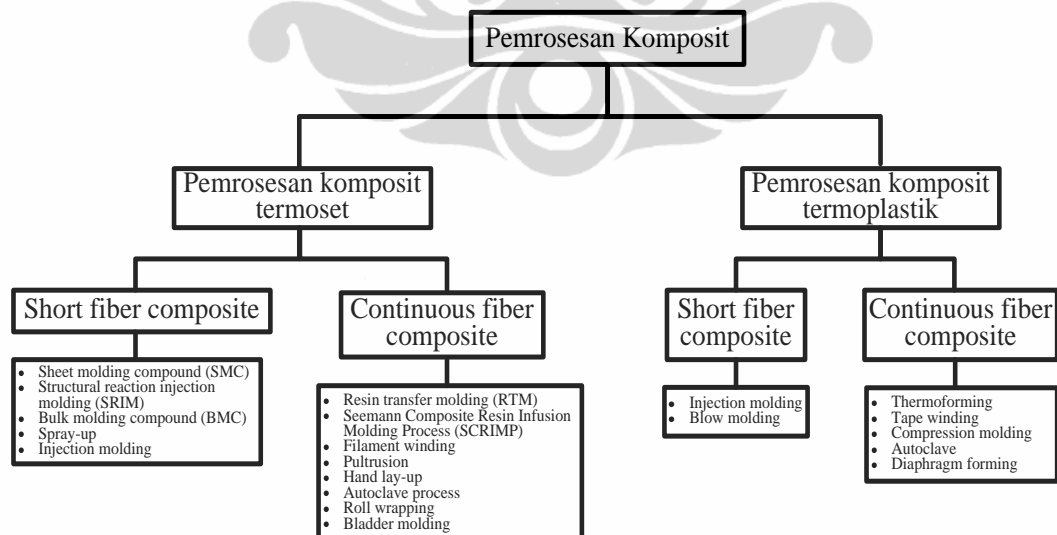 Pemrosesan Komposit
Pemrosesan komposit
termoset
Pemrosesan komposit
termoplastik
Short fiber composite
Continuous fiber
composite
Short fiber
composite
Continuous fiber
composite
• Sheet molding compound (SMC)
• Structural reaction injection
molding (SRIM)
• Bulk molding compound (BMC)
• Spray-up
• Injection molding
• Resin transfer molding (RTM)
• Seemann Composite Resin Infusion
Molding Process (SCRIMP)
• Filament winding
• Pultrusion
• Hand lay-up
• Autoclave process
• Roll wrapping
• Bladder molding
• Injection molding
• Blow molding
• Thermoforming
• Tape winding
• Compression molding
• Autoclave
• Diaphragm forming